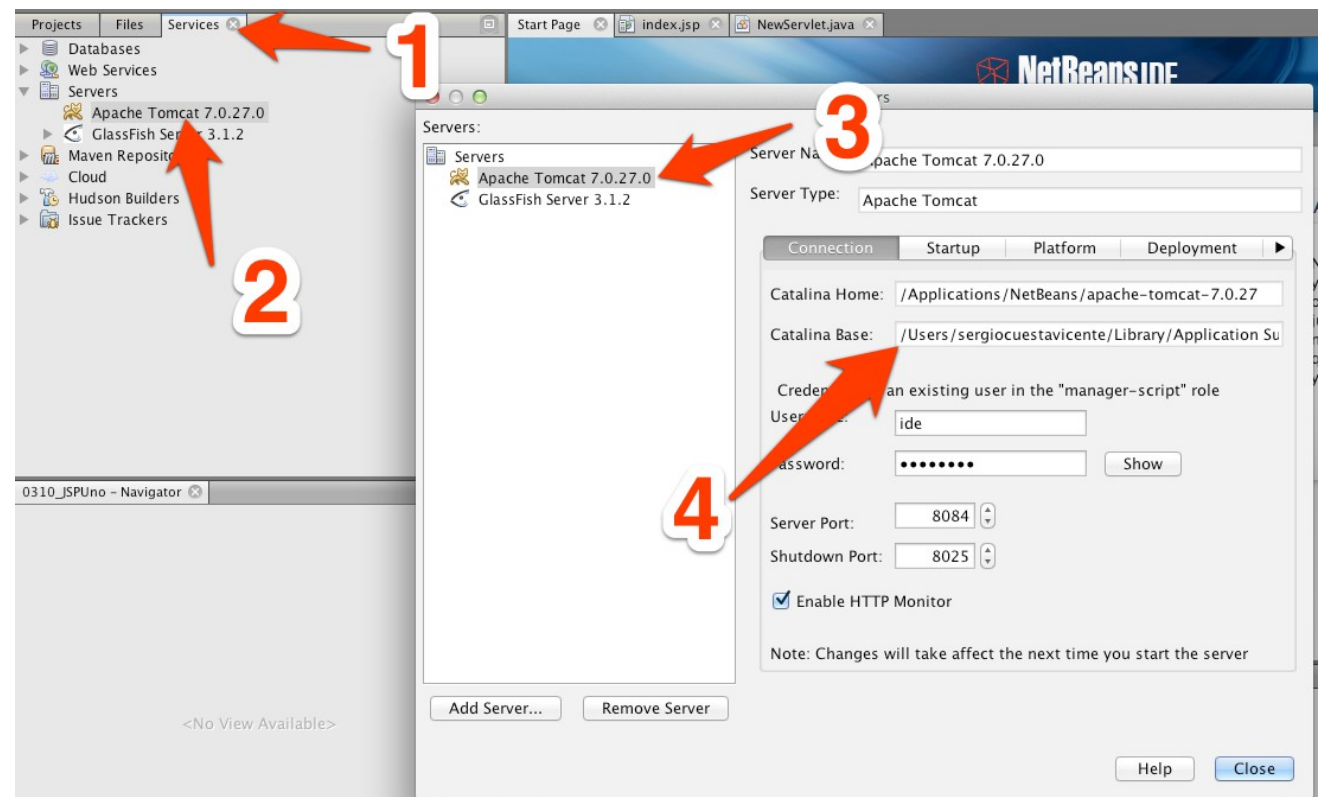 Projects Files Services
Start Page index.jsp NewServlet.java
1
Databases
Web Services
Servers
Apache Tomcat 7.0.27.0
GlassFish Server 3.1.2
Maven
Cloud
Hudson Builders
Issue Trackers
2
NetBeans IDE
3
Servers:
Servers
Apache Tomcat 7.0.27.0
GlassFish Server 3.1.2
Server
Tomcat 7.0.27.0
Server Type: Apache Tomcat
Connection Startup Platform Deployment
Catalina Home: /Applications/NetBeans/apache-tomcat-7.0.27
Catalina Base: /Users/sergiocuestavicente/Library/Application Su
an existing user in the "manager-script" role
ide
•••••••• Show
4
Server Port: 8084
Shutdown Port: 8025
Enable HTTP Monitor
Note: Changes will take affect the next time you start the server
Add Server... Remove Server
Help Close
0310_JSPUno - Navigator
<No View Available>